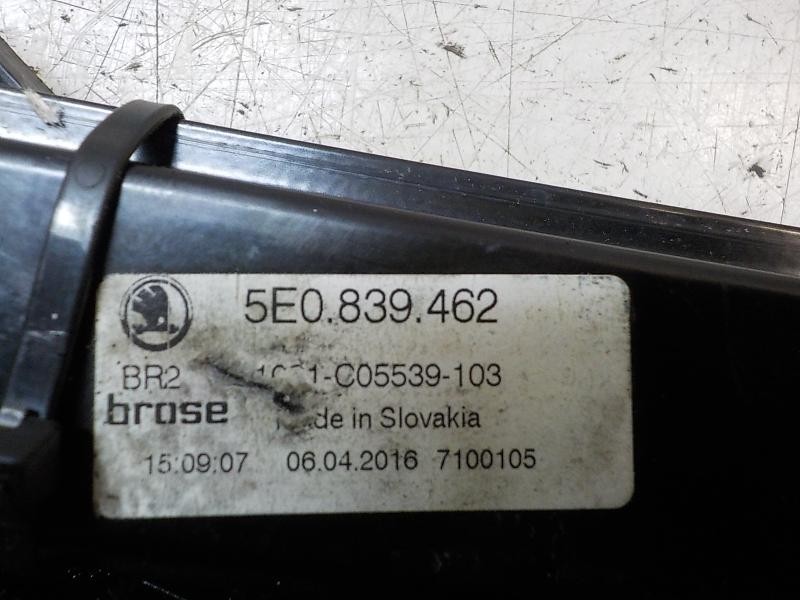 5E0.839.462
BR2 -C05539-103
brose in Slovakia
15:09:07 06.04.2016 7100105